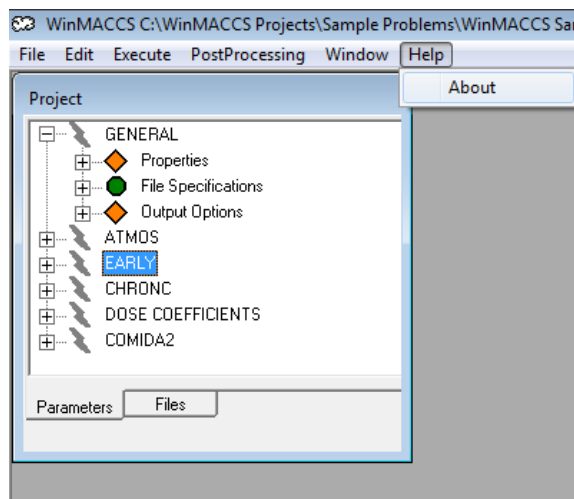 WinMACCS C:\WinMACCS Projects\Sample Problems\WinMACCS Sa
File Edit Execute PostProcessing Window Help
About
Project
GENERAL
Properties
File Specifications
Output Options
ATMOS
EARLY
CHRONC
DOSE COEFFICIENTS
COMIDA2
Parameters Files